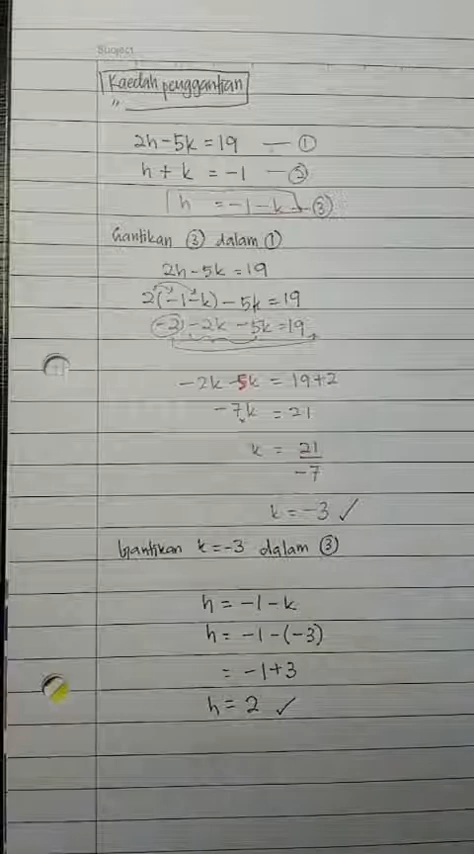 Subject
Kaedah penggantian
"
2h - 5k = 19 — ①
h + k = -1 — ②
h = -1 - k — ③
Gantikan ③ dalam ①
2h - 5k = 19
2(-1-k) - 5k = 19
-2 - 2k - 5k = 19
-2k - 5k = 19+2
-7k = 21
k = 21
-7
k = -3 ✓
Gantikan k = -3 dalam ③
h = -1 - k
h = -1 - (-3)
= -1+3
h = 2 ✓